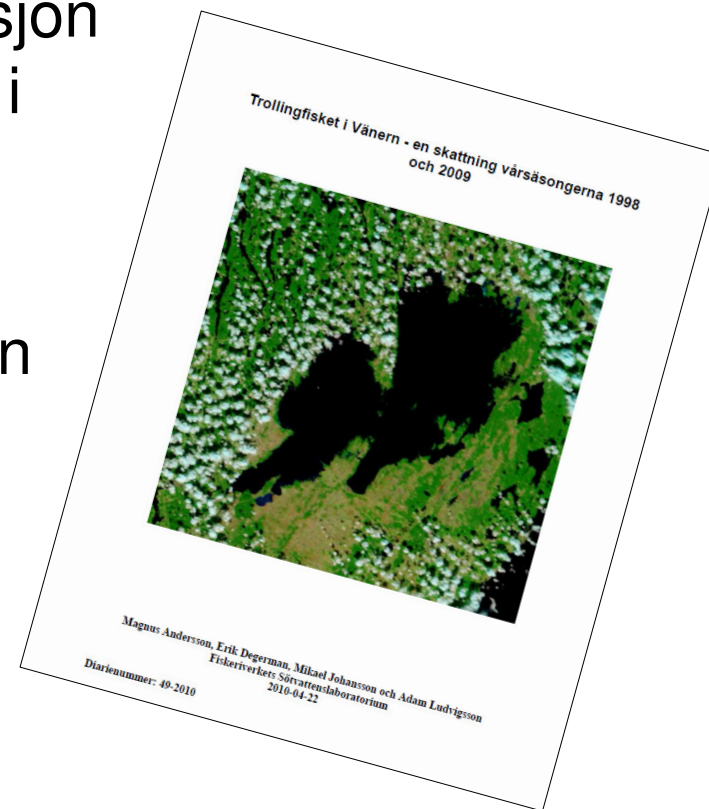 sjon
i
n
Trollingfisket i Vänern - en skattning vårsäsongerna 1998
och 2009
Magnus Andersson, Erik Degerman, Mikael Johansson och Adam Ludvigsson
Fiskeriverkets Sötvattenslaboratorium
Diarienummer: 49-2010
2010-04-22